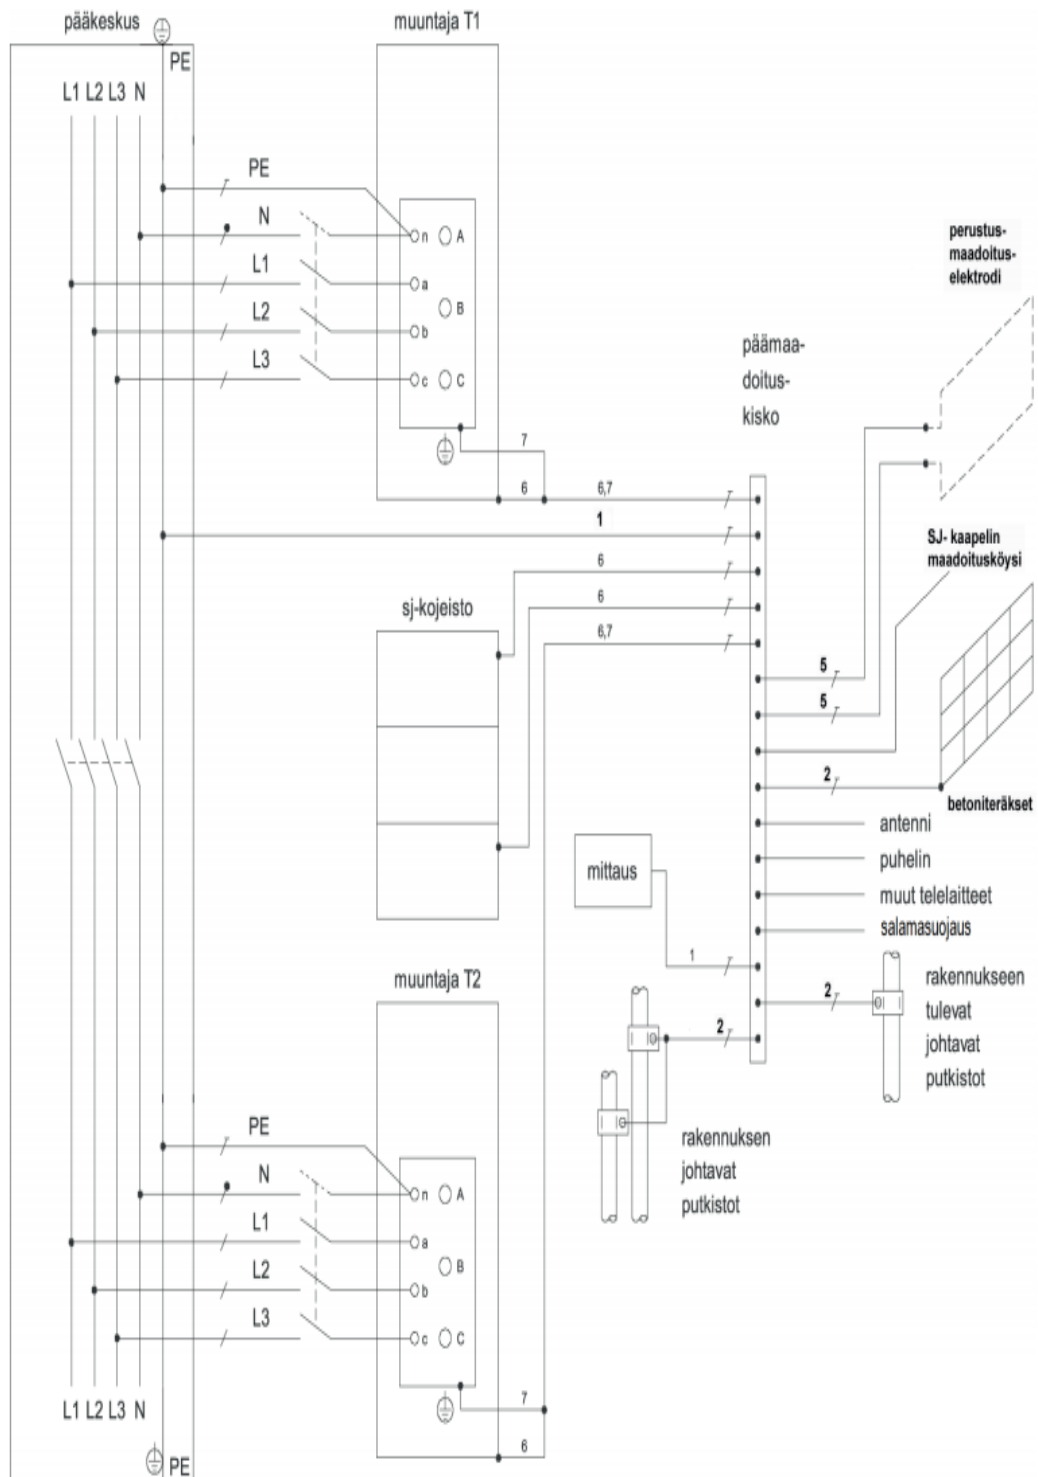 pääkeskus
muuntaja T1
PE
L1 L2 L3 N
PE
N
n A
L1
a
B
L2
b
L3
c C
7
6
6,7
1
6
6
6,7
perustus-
maadoitus-
elektrodi
päämaa-
doitus-
kisko
SJ- kaapelin
maadoitusköysi
sj-kojeisto
5
5
2
betoniteräkset
antenni
puhelin
muut telelaitteet
salamasuojaus
mittaus
1
2
2
rakennukseen
tulevat
johtavat
putkistot
rakennuksen
johtavat
putkistot
muuntaja T2
PE
N
n A
L1
a
B
L2
b
L3
c C
7
6
L1 L2 L3 N
PE